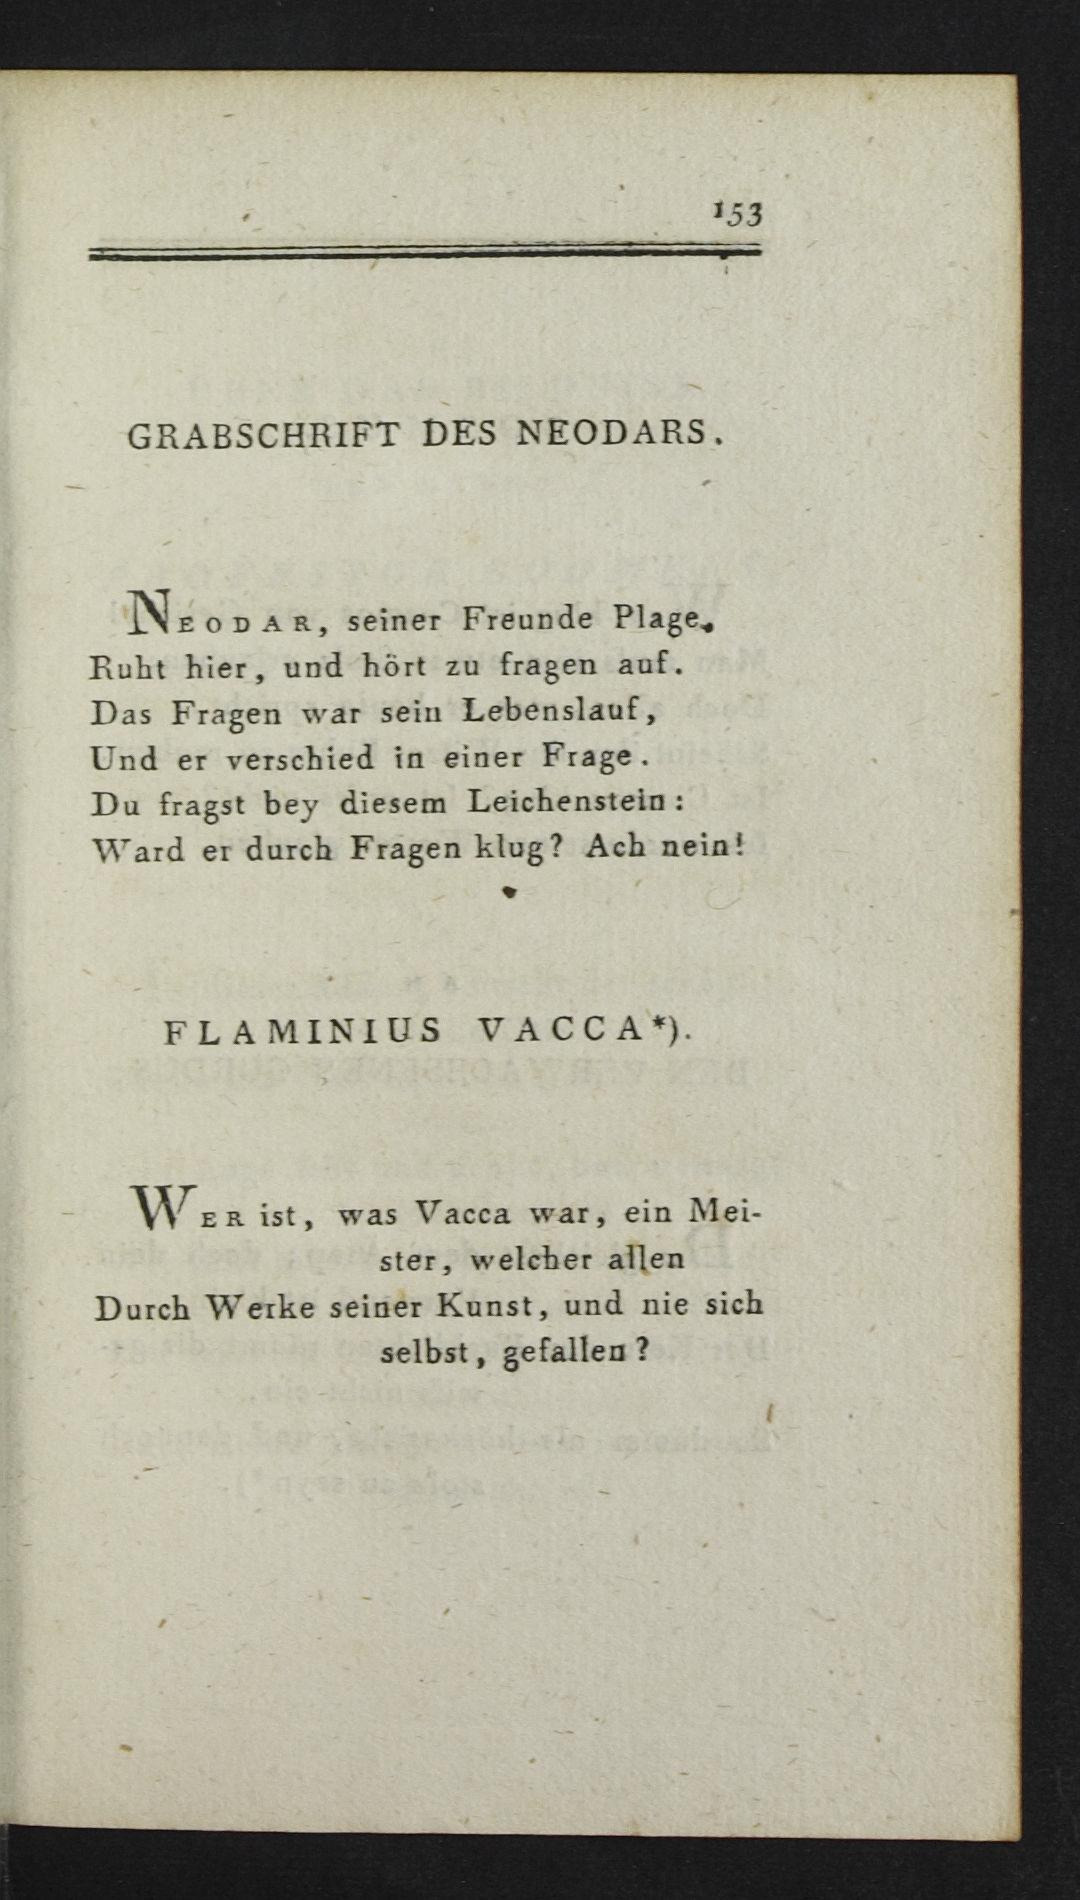 153
GRABSCHRIFT DES NEODARS.
NEODAR, seiner Freunde Plage,
Ruht hier, und hört zu fragen auf.
Das Fragen war sein Lebenslauf,
Und er verschied in einer Frage.
Du fragst bey diesem Leichenstein:
Ward er durch Fragen klug? Ach nein!
FLAMINIUS VACCA*).
WER ist, was Vacca war, ein Mei-
ster, welcher allen
Durch Werke seiner Kunst, und nie sich
selbst, gefallen?